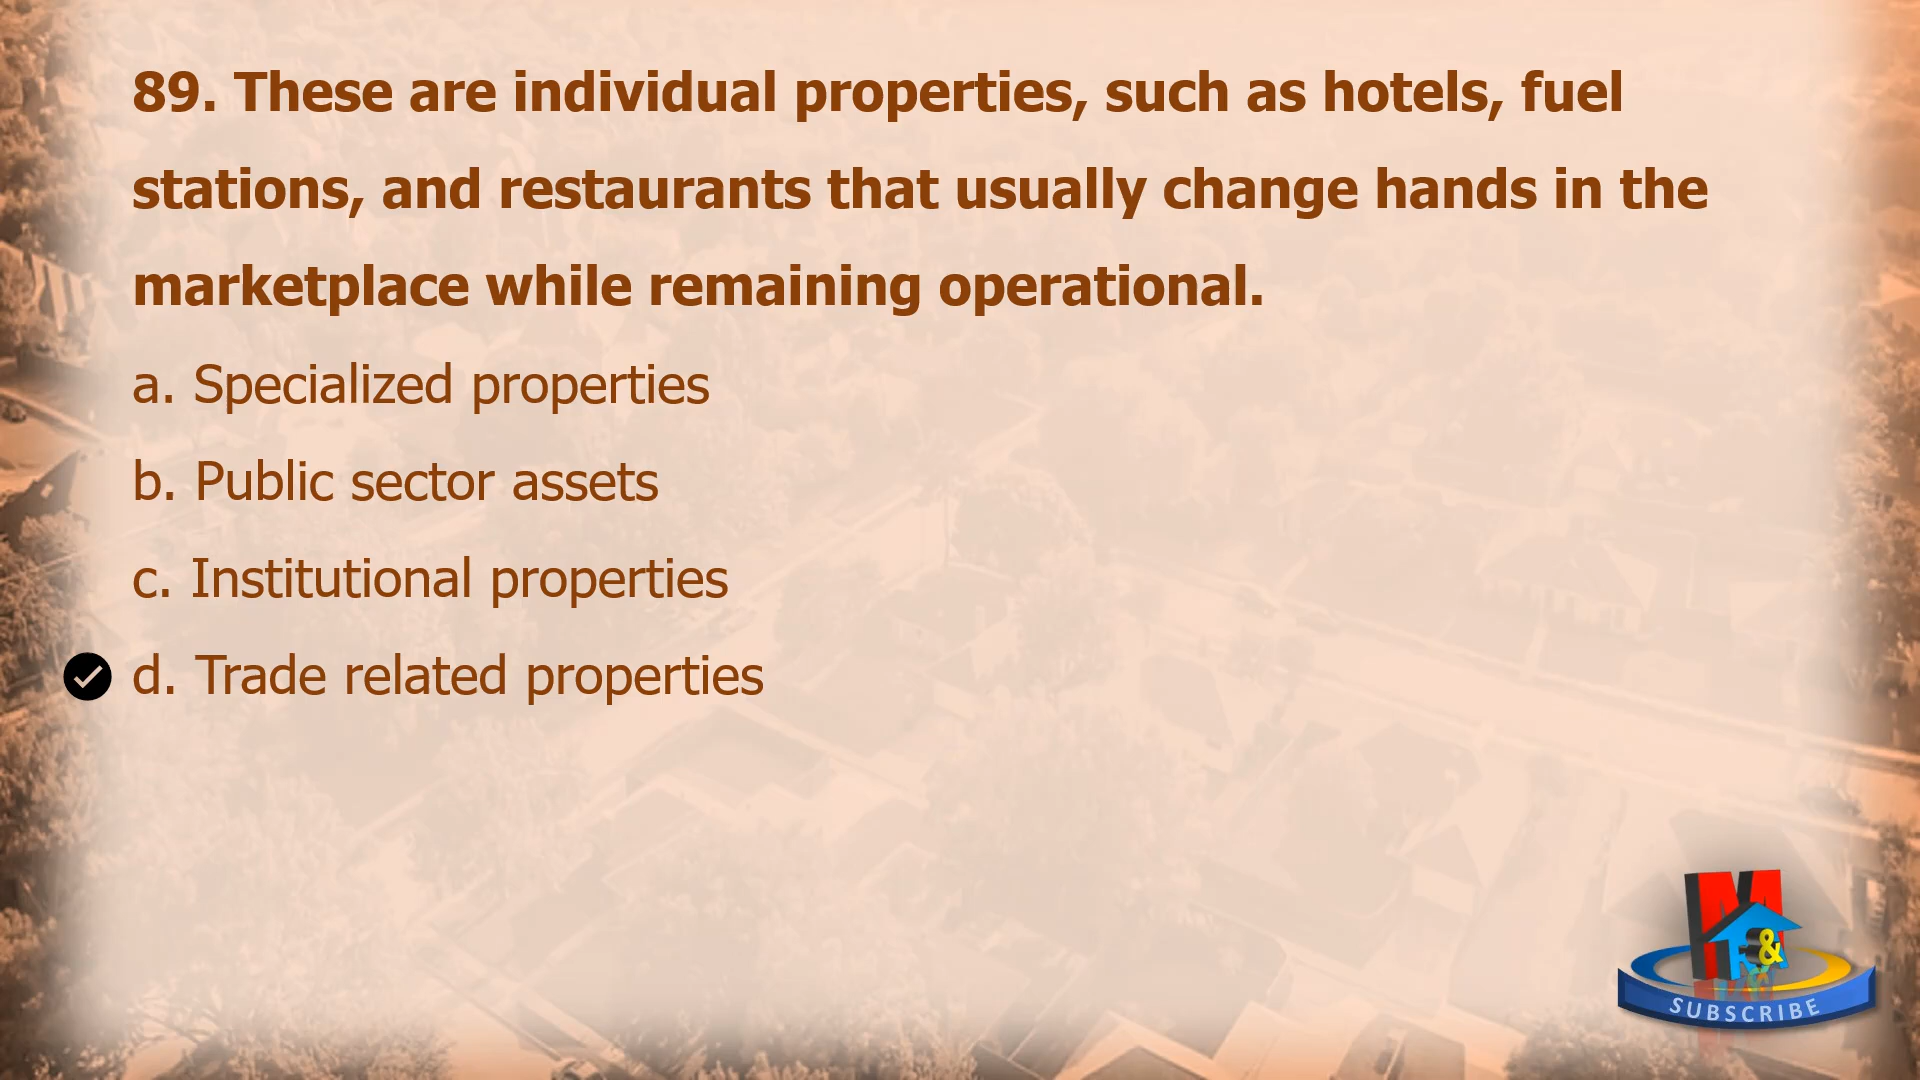 89. These are individual properties, such as hotels, fuel
stations, and restaurants that usually change hands in the
marketplace while remaining operational.
a. Specialized properties
b. Public sector assets
c. Institutional properties
d. Trade related properties
M
&
SUBSCRIBE